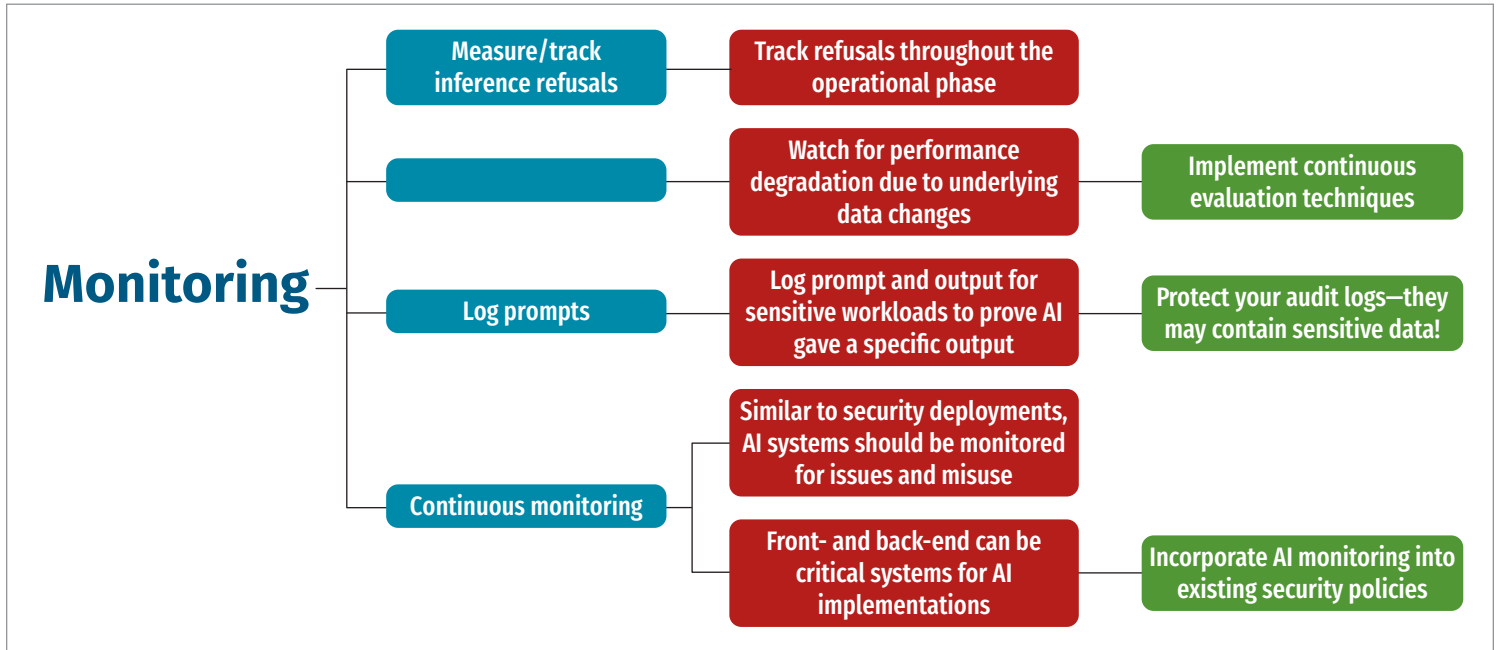 Monitoring
Measure/track
inference refusals
Track refusals throughout the
operational phase
Watch for performance
degradation due to underlying
data changes
Implement continuous
evaluation techniques
Log prompts
Log prompt and output for
sensitive workloads to prove AI
gave a specific output
Protect your audit logs—they
may contain sensitive data!
Continuous monitoring
Similar to security deployments,
AI systems should be monitored
for issues and misuse
Front- and back-end can be
critical systems for AI
implementations
Incorporate AI monitoring into
existing security policies